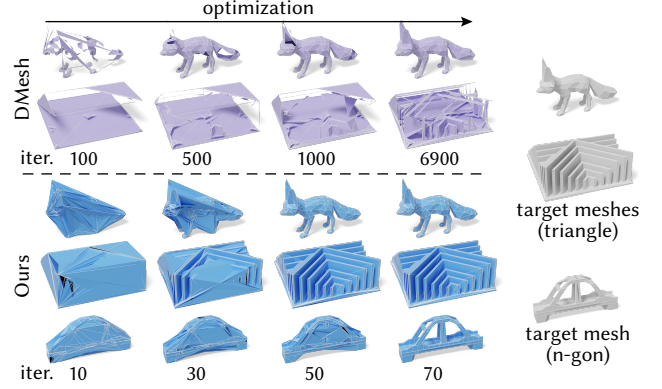 optimization
DMesh
iter. 100 500 1000 6900
Ours
iter. 10 30 50 70
target meshes
(triangle)
target mesh
(n-gon)